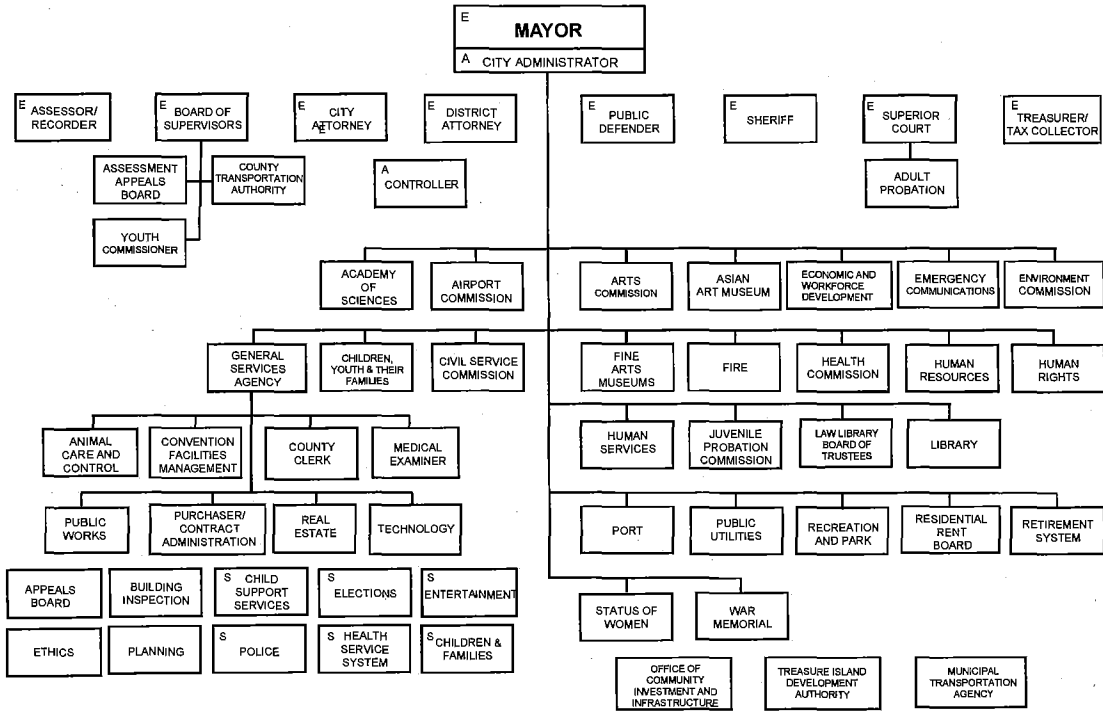 E
MAYOR
A CITY ADMINISTRATOR
E ASSESSOR/
RECORDER
E BOARD OF
SUPERVISORS
E CITY
ATTORNEY
E
E DISTRICT
ATTORNEY
E PUBLIC
DEFENDER
E SHERIFF
E SUPERIOR
COURT
E TREASURER/
TAX COLLECTOR
ASSESSMENT
APPEALS
BOARD
COUNTY
TRANSPORTATION
AUTHORITY
A
CONTROLLER
ADULT
PROBATION
YOUTH
COMMISSIONER
ACADEMY
OF
SCIENCES
AIRPORT
COMMISSION
ARTS
COMMISSION
ASIAN
ART MUSEUM
ECONOMIC AND
WORKFORCE
DEVELOPMENT
EMERGENCY
COMMUNICATIONS
ENVIRONMENT
COMMISSION
GENERAL
SERVICES
AGENCY
CHILDREN,
YOUTH & THEIR
FAMILIES
CIVIL SERVICE
COMMISSION
FINE
ARTS
MUSEUMS
FIRE
HEALTH
COMMISSION
HUMAN
RESOURCES
HUMAN
RIGHTS
ANIMAL
CARE AND
CONTROL
CONVENTION
FACILITIES
MANAGEMENT
COUNTY
CLERK
MEDICAL
EXAMINER
HUMAN
SERVICES
JUVENILE
PROBATION
COMMISSION
LAW LIBRARY
BOARD OF
TRUSTEES
LIBRARY
PUBLIC
WORKS
PURCHASER/
CONTRACT
ADMINISTRATION
REAL
ESTATE
TECHNOLOGY
PORT
PUBLIC
UTILITIES
RECREATION
AND PARK
RESIDENTIAL
RENT
BOARD
RETIREMENT
SYSTEM
APPEALS
BOARD
BUILDING
INSPECTION
S CHILD
SUPPORT
SERVICES
S
ELECTIONS
S
ENTERTAINMENT
STATUS OF
WOMEN
WAR
MEMORIAL
ETHICS
PLANNING
S
POLICE
S HEALTH
SERVICE
SYSTEM
S CHILDREN &
FAMILIES
OFFICE OF
COMMUNITY
INVESTMENT AND
INFRASTRUCTURE
TREASURE ISLAND
DEVELOPMENT
AUTHORITY
MUNICIPAL
TRANSPORTATION
AGENCY